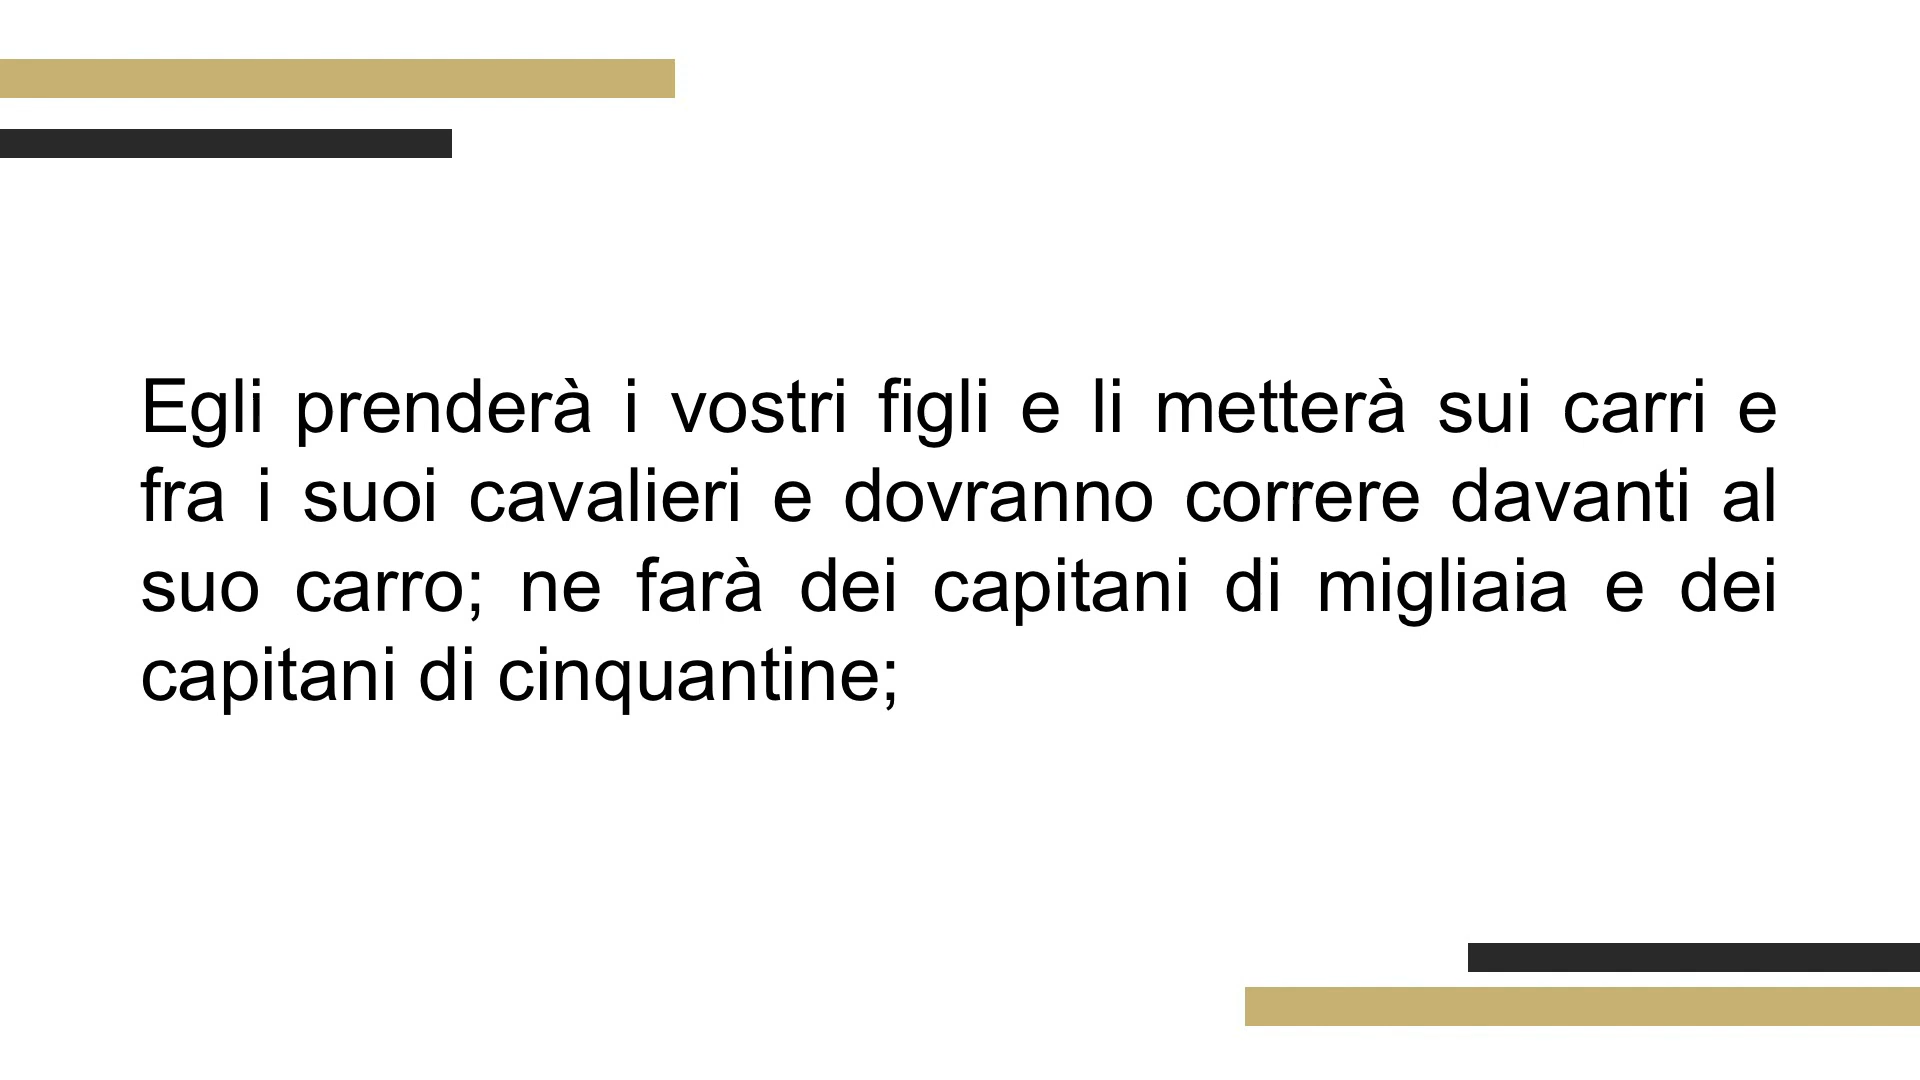 Egli prenderà i vostri figli e li metterà sui carri e
fra i suoi cavalieri e dovranno correre davanti al
suo carro; ne farà dei capitani di migliaia e dei
capitani di cinquantine;